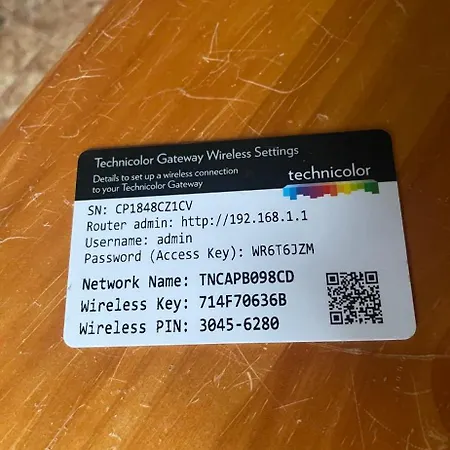 Technicolor Gateway Wireless Settings
Details to set up a wireless connection
to your Technicolor Gateway
technicolor
SN: CP1848CZ1CV
Router admin: http://192.168.1.1
Username: admin
Password (Access Key): WR6T6JZM
Network Name: TNCAPB098CD
Wireless Key: 714F70636B
Wireless PIN: 3045-6280